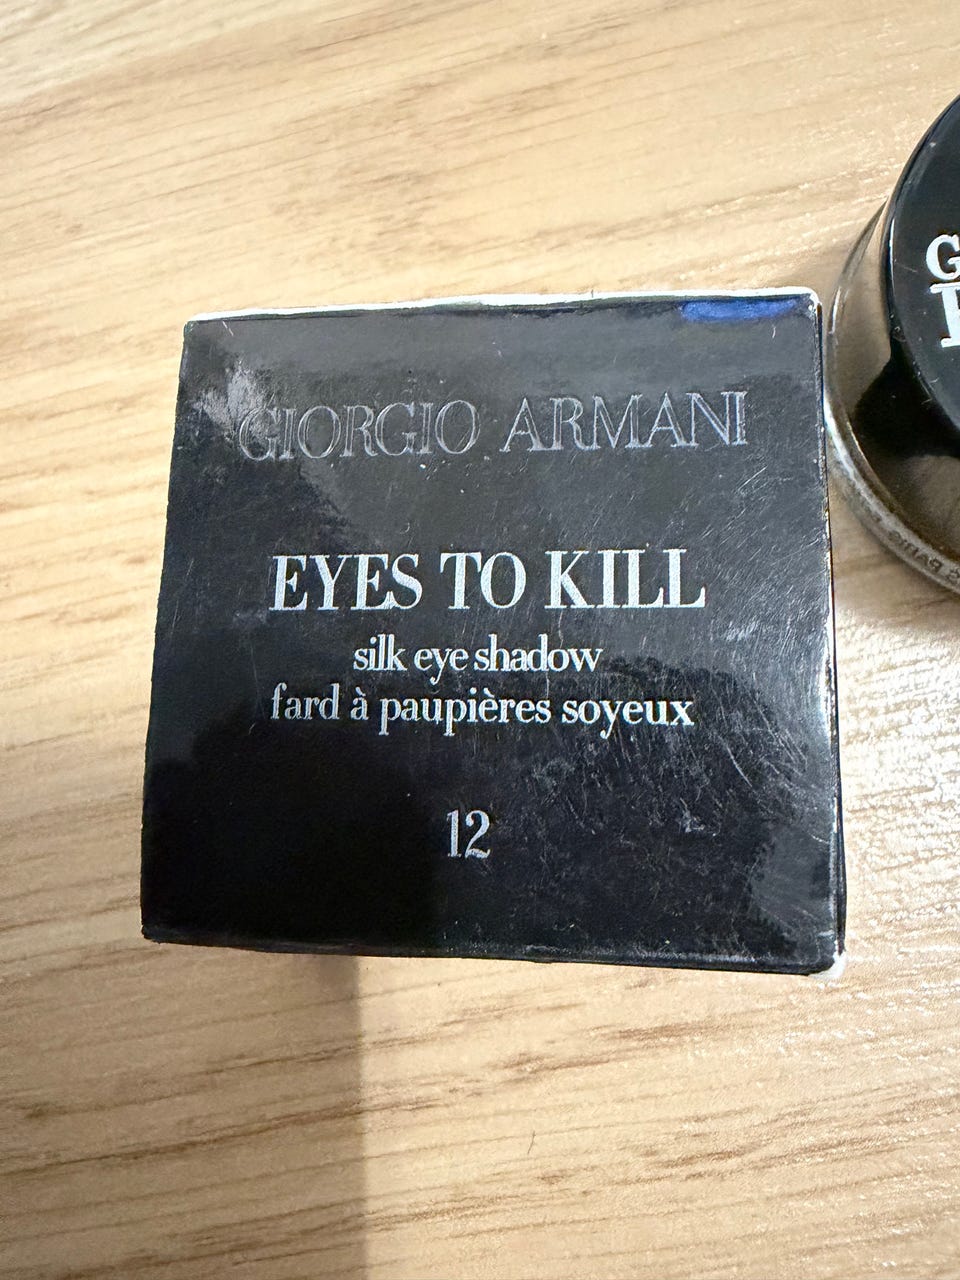 GIORGIO ARMANI
EYES TO KILL
silk eye shadow
fard à paupières soyeux
12
G